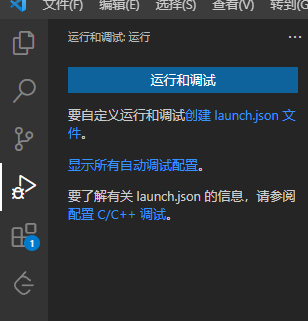 文件(F) 编辑(E) 选择(S) 查看(V) 转到(G
运行和调试: 运行
运行和调试
要自定义运行和调试创建 launch.json 文
件。
显示所有自动调试配置。
要了解有关 launch.json 的信息，请参阅
配置 C/C++ 调试。
1